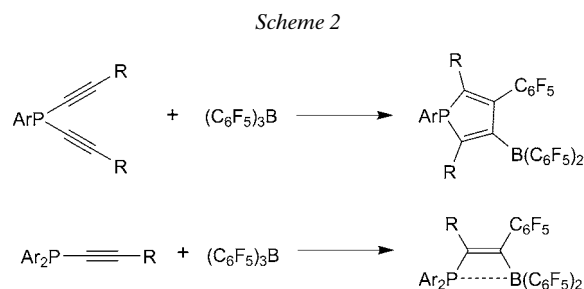 Scheme 2
R
ArP + (C₆F₅)₃B
R
R C₆F₅
ArP
R B(C₆F₅)₂
Ar₂P R + (C₆F₅)₃B
R C₆F₅
Ar₂P B(C₆F₅)₂